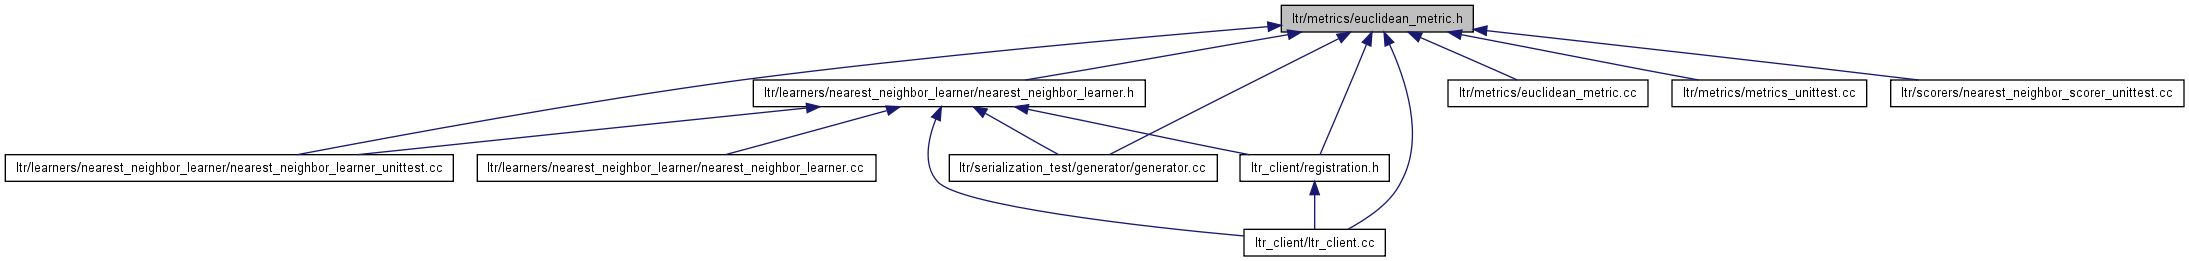 ltr/metrics/euclidean_metric.h
ltr/learners/nearest_neighbor_learner/nearest_neighbor_learner.h
ltr/metrics/euclidean_metric.cc
ltr/metrics/metrics_unittest.cc
ltr/scorers/nearest_neighbor_scorer_unittest.cc
ltr/learners/nearest_neighbor_learner/nearest_neighbor_learner_unittest.cc
ltr/learners/nearest_neighbor_learner/nearest_neighbor_learner.cc
ltr/serialization_test/generator/generator.cc
ltr_client/registration.h
ltr_client/ltr_client.cc